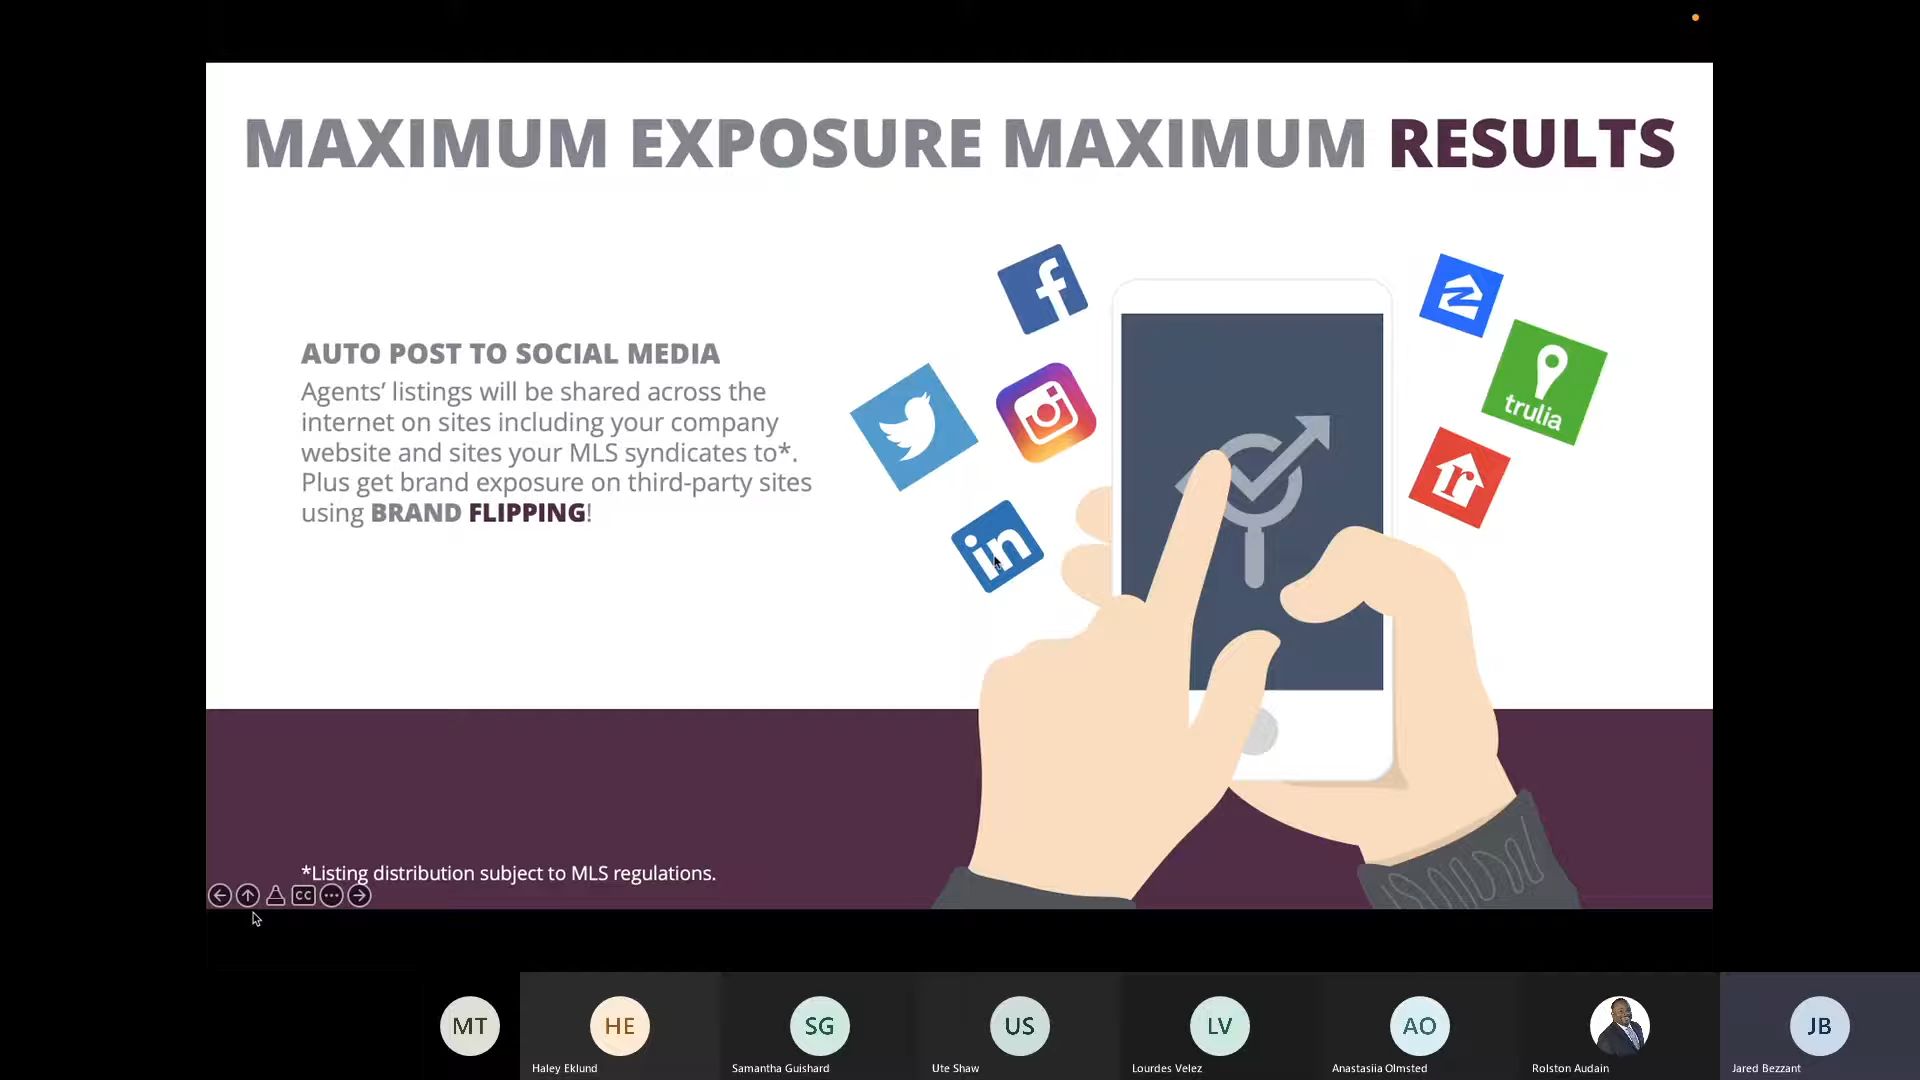 MAXIMUM EXPOSURE MAXIMUM RESULTS
AUTO POST TO SOCIAL MEDIA
Agents’ listings will be shared across the
internet on sites including your company
website and sites your MLS syndicates to*.
Plus get brand exposure on third-party sites
using BRAND FLIPPING!
f
in
Z
trulia
r
*Listing distribution subject to MLS regulations.
CC
MT
HE
SG
US
LV
AO
JB
Haley Eklund
Samantha Guishard
Ute Shaw
Lourdes Velez
Anastasiia Olmsted
Rolston Audain
Jared Bezzant